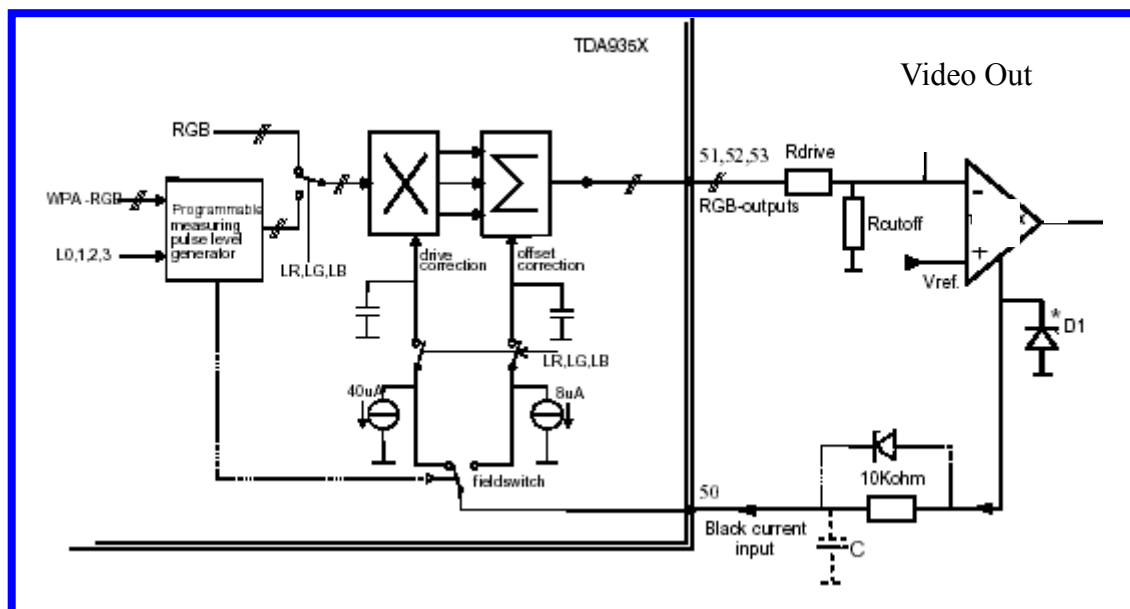 TDA935X
Video Out
RGB
WPA-RGB
L0,1,2,3
Programmable
measuring
pulse level
generator
LR,LG,LB
drive
correction
offset
correction
51,52,53
RGB-outputs
Rdrive
Rcutoff
Vref.
-
+
* D1
LR,LG,LB
40uA
8uA
fieldswitch
50
Black current
input
10Kohm
C